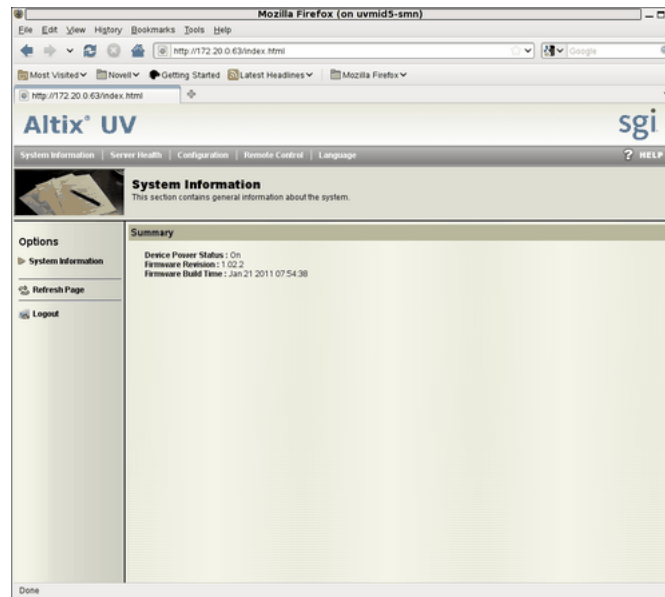 Mozilla Firefox (on uvmid5-smn)
File Edit View History Bookmarks Tools Help
http://172.20.0.63/index.html
Google
Most Visited Novell Getting Started Latest Headlines Mozilla Firefox
http://172.20.0.63/index.html
Altix® UV
sgi
System Information | Server Health | Configuration | Remote Control | Language
? HELP
System Information
This section contains general information about the system.
Options
System Information
Refresh Page
Logout
Summary
Device Power Status : On
Firmware Revision : 1.02.2
Firmware Build Time : Jan 21 2011 07:54:38
Done